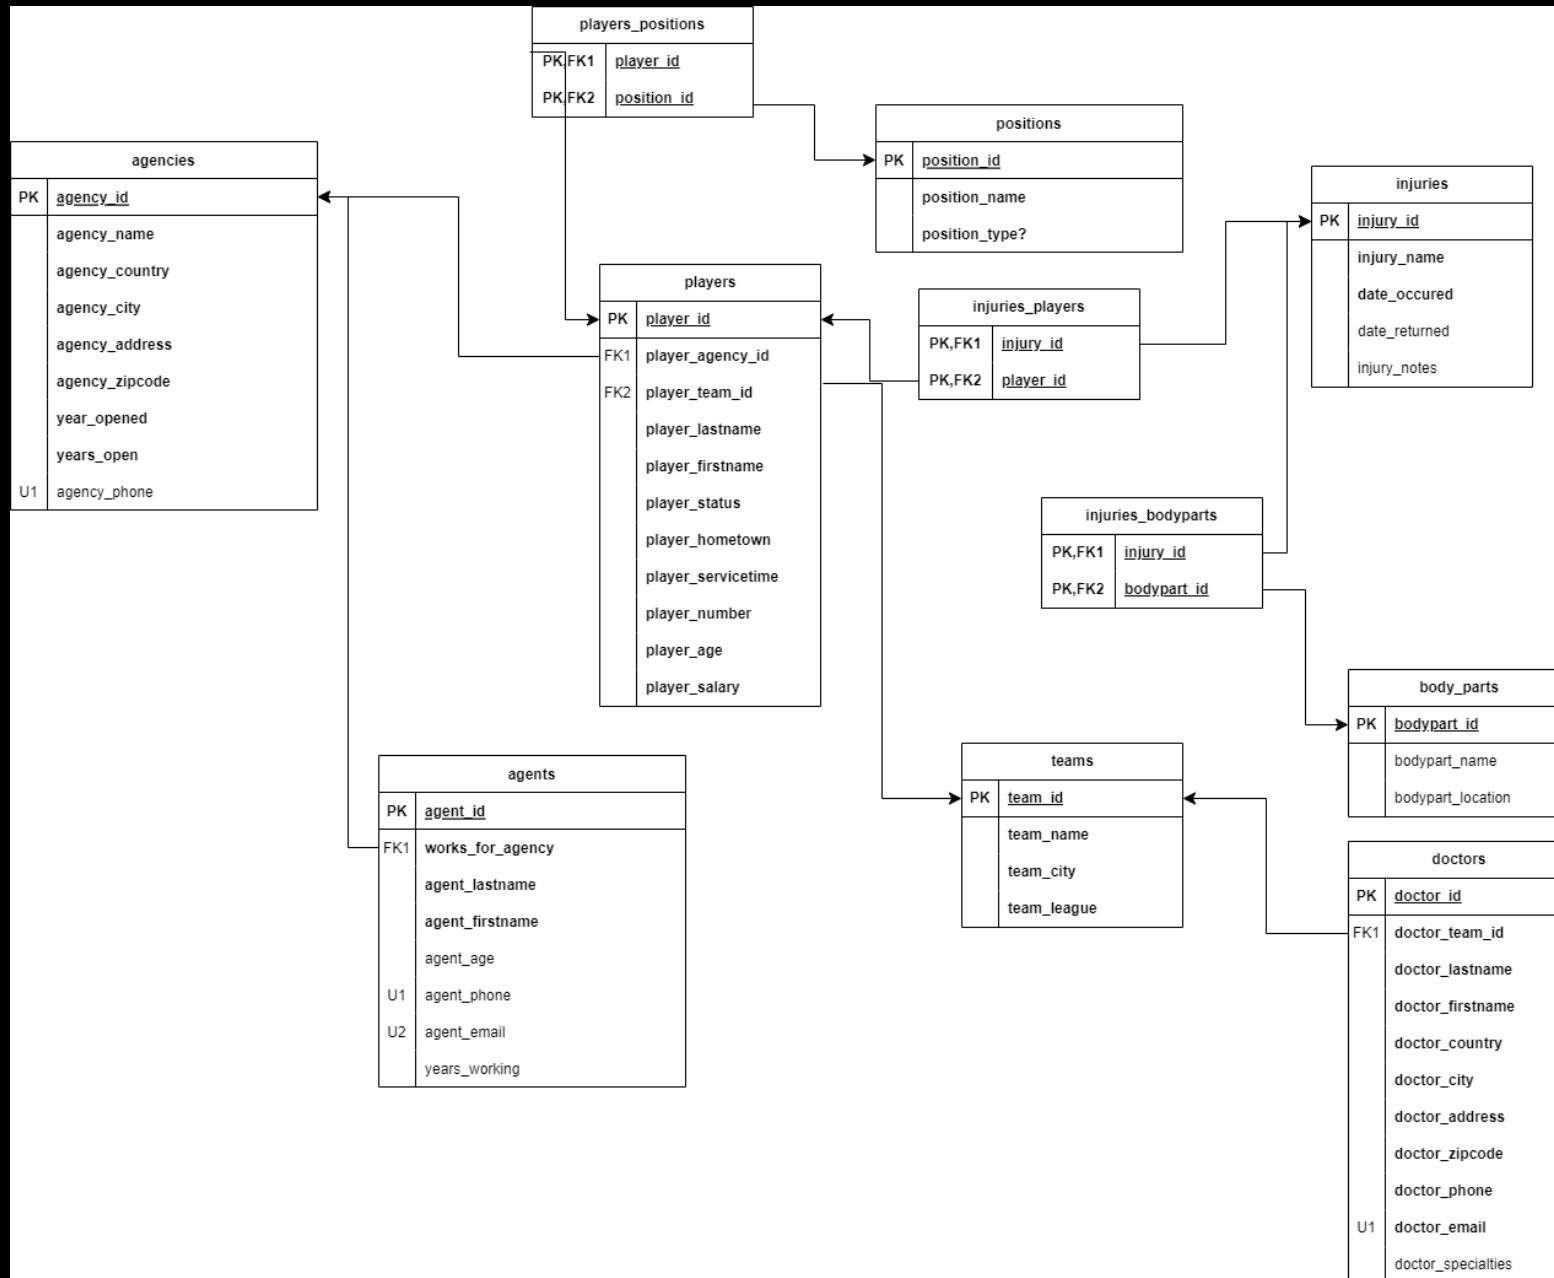 players_positions
PK,FK1 player_id
PK,FK2 position_id
positions
PK position_id
position_name
position_type?
agencies
PK agency_id
agency_name
agency_country
agency_city
agency_address
agency_zipcode
year_opened
years_open
U1 agency_phone
injuries
PK injury_id
injury_name
date_occured
date_returned
injury_notes
players
PK player_id
FK1 player_agency_id
FK2 player_team_id
player_lastname
player_firstname
player_status
player_hometown
player_servicetime
player_number
player_age
player_salary
injuries_players
PK,FK1 injury_id
PK,FK2 player_id
injuries_bodyparts
PK,FK1 injury_id
PK,FK2 bodypart_id
body_parts
PK bodypart_id
bodypart_name
bodypart_location
agents
PK agent_id
FK1 works_for_agency
agent_lastname
agent_firstname
agent_age
U1 agent_phone
U2 agent_email
years_working
teams
PK team_id
team_name
team_city
team_league
doctors
PK doctor_id
FK1 doctor_team_id
doctor_lastname
doctor_firstname
doctor_country
doctor_city
doctor_address
doctor_zipcode
doctor_phone
U1 doctor_email
doctor_specialties